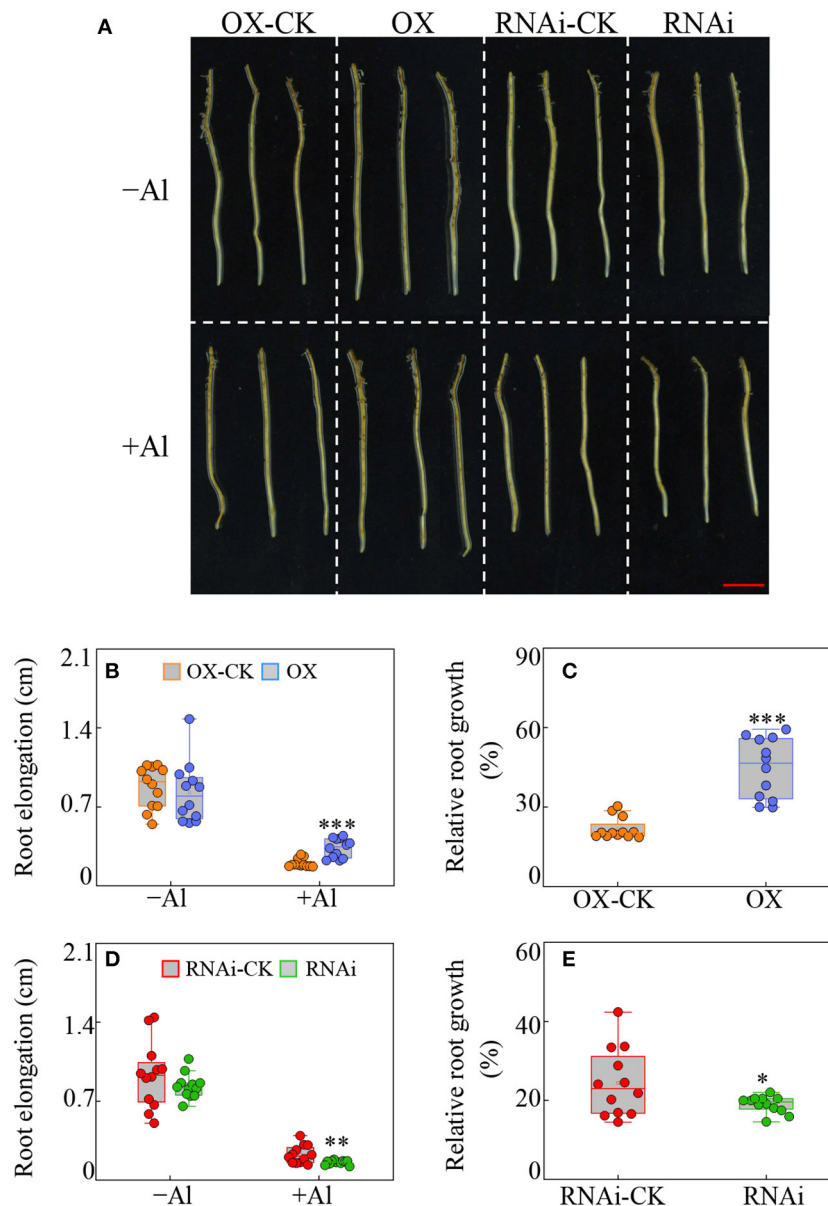 A
OX-CK OX RNAi-CK RNAi
−Al
+Al
B
OX-CK OX
Root elongation (cm)
2.1
1.4
0.7
0
***
−Al +Al
C
Relative root growth
(%)
90
60
30
0
***
OX-CK OX
D
RNAi-CK RNAi
Root elongation (cm)
2.1
1.4
0.7
0
**
−Al +Al
E
Relative root growth
(%)
60
40
20
0
*
RNAi-CK RNAi